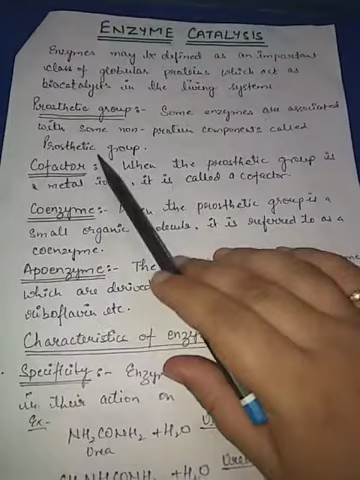 ENZYME CATALYSIS
Enzymes may be defined as an important
class of globular proteins which act as
biocatalysts in the living system
Prosthetic group:- Some enzymes are associated
with some non-protein components called
Prosthetic group.
Cofactor :- When the prosthetic group is
a metal ion, it is called a cofactor.
Coenzyme:- When the prosthetic group is a
small organic molecule, it is referred to as a
coenzyme.
Apoenzyme:- The
which are derived
riboflavin etc.
Characteristics of enzy
Specificity:- Enzy
in their action on
Ex-
NH2CONH2 + H2O
Urea
NHCONH2 + H2O